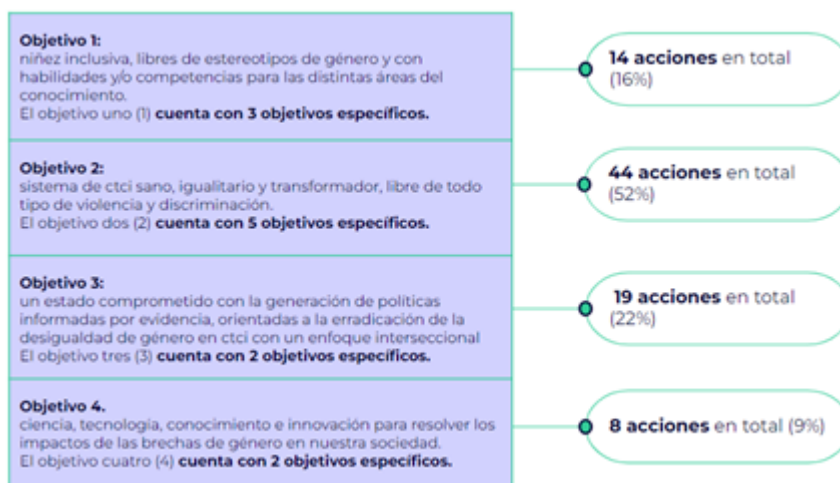 Objetivo 1:
niñez inclusiva, libres de estereotipos de género y con
habilidades y/o competencias para las distintas áreas del
conocimiento.
El objetivo uno (1) cuenta con 3 objetivos específicos.
14 acciones en total
(16%)
Objetivo 2:
sistema de ctci sano, igualitario y transformador, libre de todo
tipo de violencia y discriminación.
El objetivo dos (2) cuenta con 5 objetivos específicos.
44 acciones en total
(52%)
Objetivo 3:
un estado comprometido con la generación de políticas
informadas por evidencia, orientadas a la erradicación de la
desigualdad de género en ctci con un enfoque interseccional
El objetivo tres (3) cuenta con 2 objetivos específicos.
19 acciones en total
(22%)
Objetivo 4.
ciencia, tecnología, conocimiento e innovación para resolver los
impactos de las brechas de género en nuestra sociedad.
El objetivo cuatro (4) cuenta con 2 objetivos específicos.
8 acciones en total (9%)